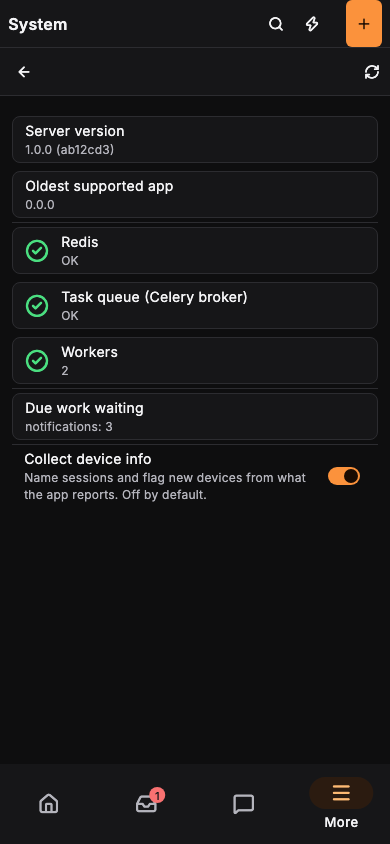 System
Server version
1.0.0 (ab12cd3)
Oldest supported app
0.0.0
Redis
OK
Task queue (Celery broker)
OK
Workers
2
Due work waiting
notifications: 3
Collect device info
Name sessions and flag new devices from what
the app reports. Off by default.
1
More